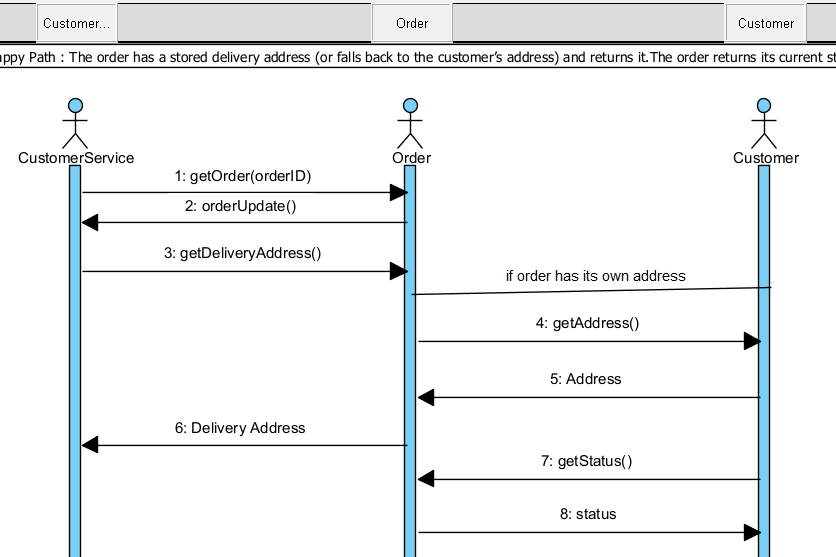 Customer...
Order
Customer
appy Path : The order has a stored delivery address (or falls back to the customer’s address) and returns it.The order returns its current st
CustomerService
Order
Customer
1: getOrder(orderID)
2: orderUpdate()
3: getDeliveryAddress()
if order has its own address
4: getAddress()
5: Address
6: Delivery Address
7: getStatus()
8: status